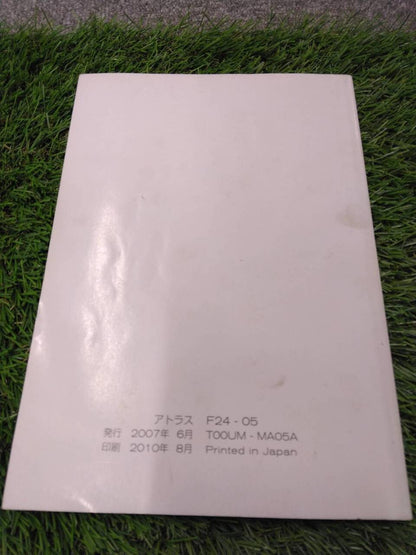 アトラス F24 - 05
発行 2007年 6月 T00UM - MA05A
印刷 2010年 8月 Printed in Japan